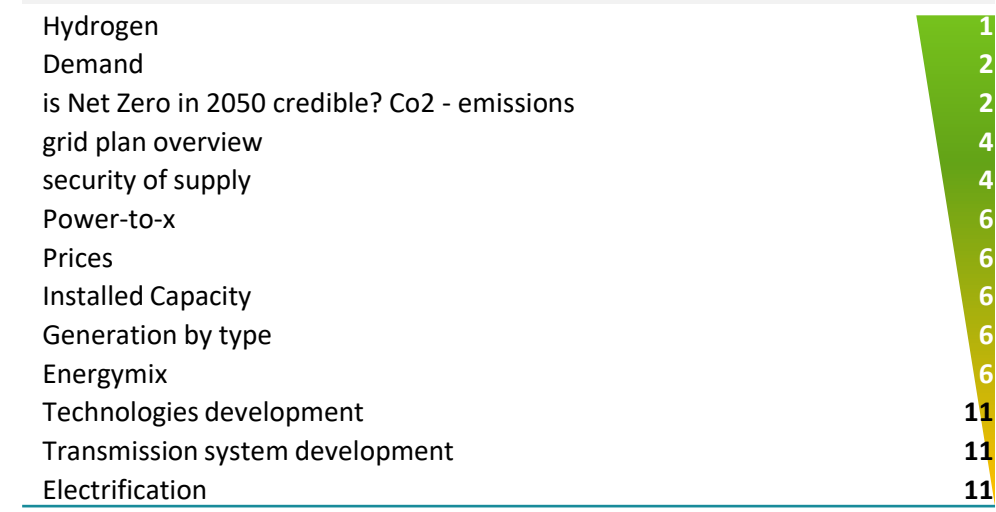 Hydrogen 1
Demand 2
is Net Zero in 2050 credible? Co2 - emissions 2
grid plan overview 4
security of supply 4
Power-to-x 6
Prices 6
Installed Capacity 6
Generation by type 6
Energymix 6
Technologies development 11
Transmission system development 11
Electrification 11